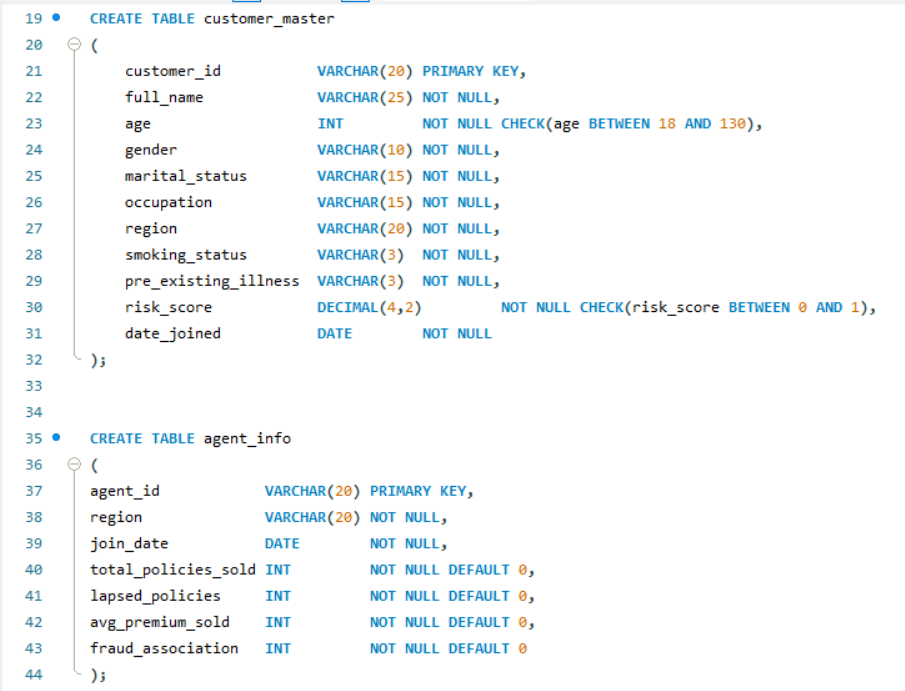 19 CREATE TABLE customer_master
20 (
21 customer_id VARCHAR(20) PRIMARY KEY,
22 full_name VARCHAR(25) NOT NULL,
23 age INT NOT NULL CHECK(age BETWEEN 18 AND 130),
24 gender VARCHAR(10) NOT NULL,
25 marital_status VARCHAR(15) NOT NULL,
26 occupation VARCHAR(15) NOT NULL,
27 region VARCHAR(20) NOT NULL,
28 smoking_status VARCHAR(3) NOT NULL,
29 pre_existing_illness VARCHAR(3) NOT NULL,
30 risk_score DECIMAL(4,2) NOT NULL CHECK(risk_score BETWEEN 0 AND 1),
31 date_joined DATE NOT NULL
32 );
33
34
35 CREATE TABLE agent_info
36 (
37 agent_id VARCHAR(20) PRIMARY KEY,
38 region VARCHAR(20) NOT NULL,
39 join_date DATE NOT NULL,
40 total_policies_sold INT NOT NULL DEFAULT 0,
41 lapsed_policies INT NOT NULL DEFAULT 0,
42 avg_premium_sold INT NOT NULL DEFAULT 0,
43 fraud_association INT NOT NULL DEFAULT 0
44 );